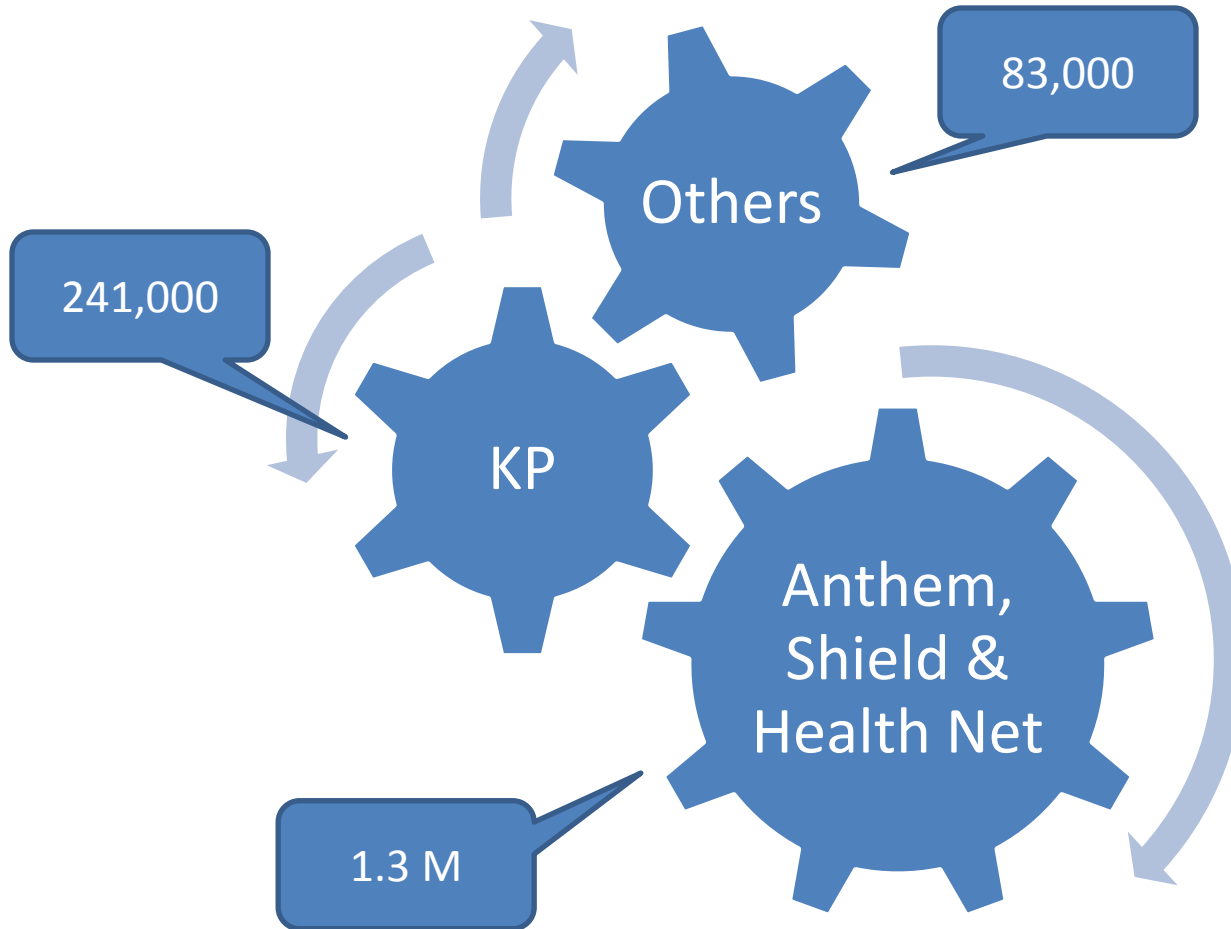 83,000
Others
241,000
KP
Anthem,
Shield &
Health Net
1.3 M